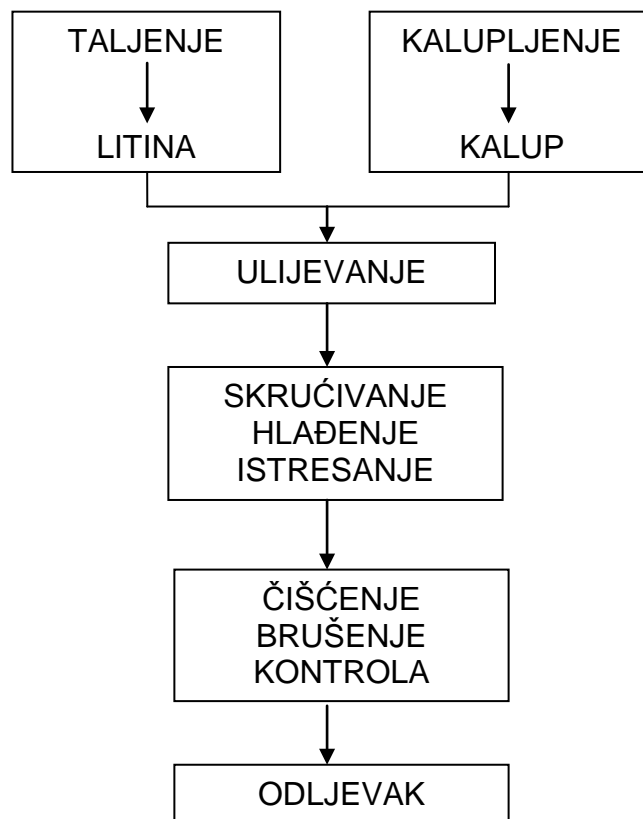 TALJENJE
LITINA
KALUPLJENJE
KALUP
ULIJEVANJE
SKRUĆIVANJE
HLAĐENJE
ISTRESANJE
ČIŠĆENJE
BRUŠENJE
KONTROLA
ODLJEVAK